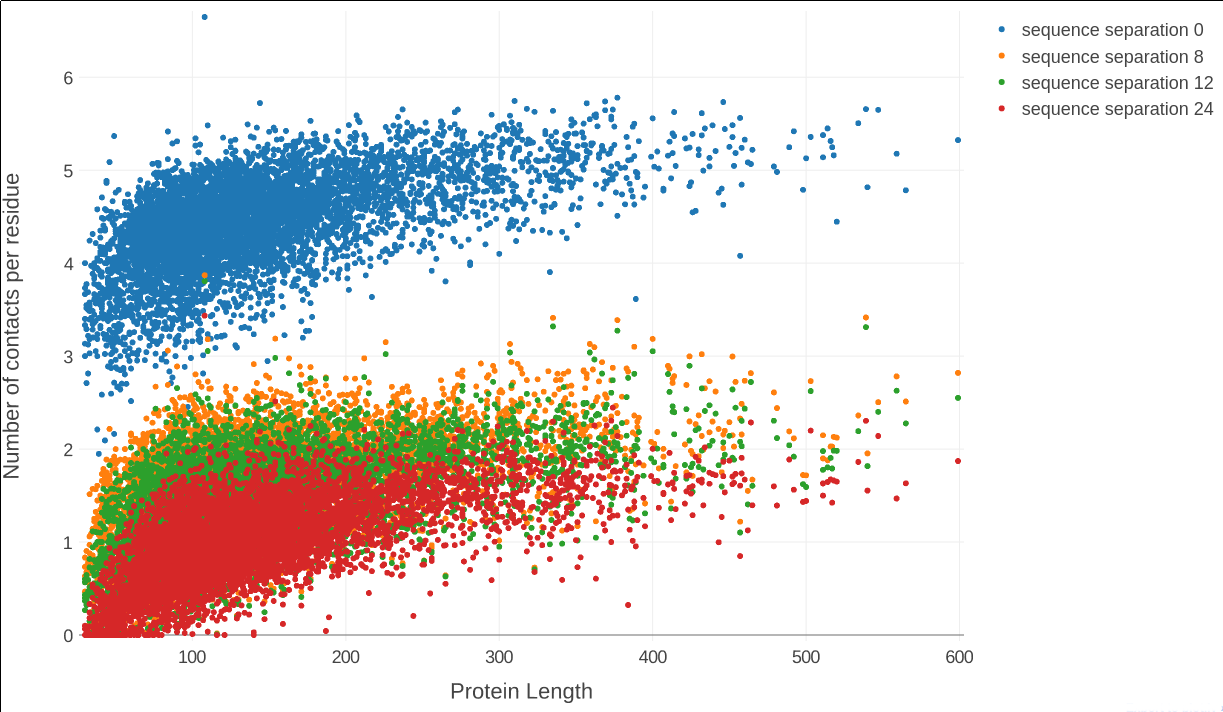 sequence separation 0
sequence separation 8
sequence separation 12
sequence separation 24
Number of contacts per residue
6
5
4
3
2
1
0
100 200 300 400 500 600
Protein Length